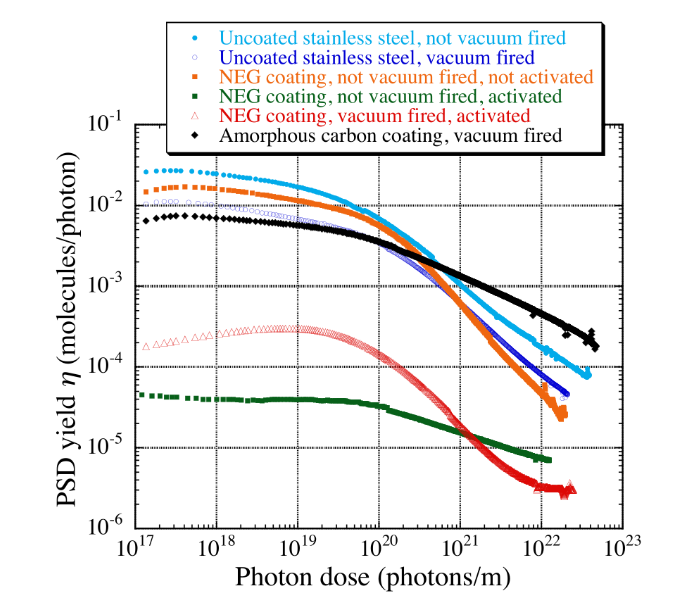 Uncoated stainless steel, not vacuum fired
Uncoated stainless steel, vacuum fired
NEG coating, not vacuum fired, not activated
NEG coating, not vacuum fired, activated
NEG coating, vacuum fired, activated
Amorphous carbon coating, vacuum fired
10^-1
10^-2
10^-3
10^-4
10^-5
10^-6
PSD yield η (molecules/photon)
10^17 10^18 10^19 10^20 10^21 10^22 10^23
Photon dose (photons/m)